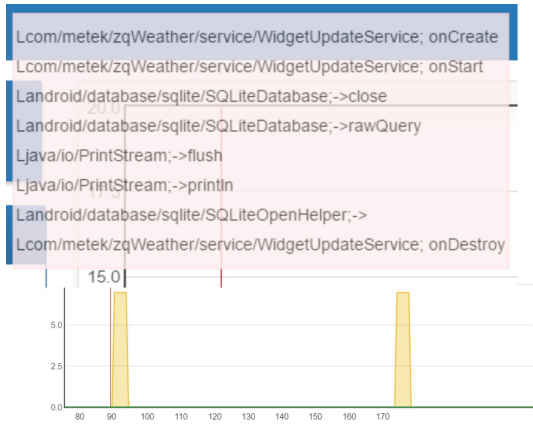 Lcom/metek/zqWeather/service/WidgetUpdateService; onCreate
Lcom/metek/zqWeather/service/WidgetUpdateService; onStart
Landroid/database/sqlite/SQLiteDatabase;->close
20.0
Landroid/database/sqlite/SQLiteDatabase;->rawQuery
Ljava/io/PrintStream;->flush
Ljava/io/PrintStream;->println
17.5
Landroid/database/sqlite/SQLiteOpenHelper;->
Lcom/metek/zqWeather/service/WidgetUpdateService; onDestroy
15.0
5.0
2.5
0.0
80 90 100 110 120 130 140 150 160 170